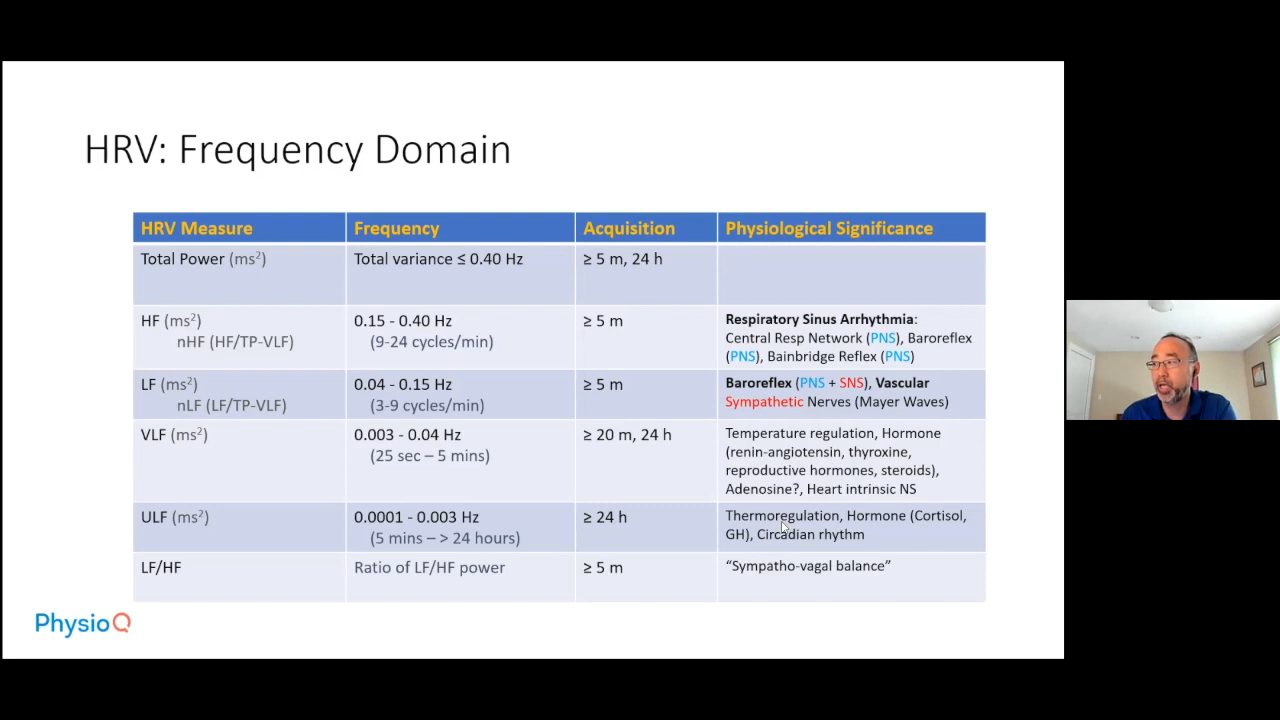 HRV: Frequency Domain
HRV Measure Frequency Acquisition Physiological Significance
Total Power (ms²) Total variance ≤ 0.40 Hz ≥ 5 m, 24 h
HF (ms²) 0.15 - 0.40 Hz ≥ 5 m Respiratory Sinus Arrhythmia:
nHF (HF/TP-VLF) (9-24 cycles/min) Central Resp Network (PNS), Baroreflex
(PNS), Bainbridge Reflex (PNS)
LF (ms²) 0.04 - 0.15 Hz ≥ 5 m Baroreflex (PNS + SNS), Vascular
nLF (LF/TP-VLF) (3-9 cycles/min) Sympathetic Nerves (Mayer Waves)
VLF (ms²) 0.003 - 0.04 Hz ≥ 20 m, 24 h Temperature regulation, Hormone
(25 sec – 5 mins) (renin-angiotensin, thyroxine,
reproductive hormones, steroids),
Adenosine?, Heart intrinsic NS
ULF (ms²) 0.0001 - 0.003 Hz ≥ 24 h Thermoregulation, Hormone (Cortisol,
(5 mins – > 24 hours) GH), Circadian rhythm
LF/HF Ratio of LF/HF power ≥ 5 m “Sympatho-vagal balance”
PhysioQ